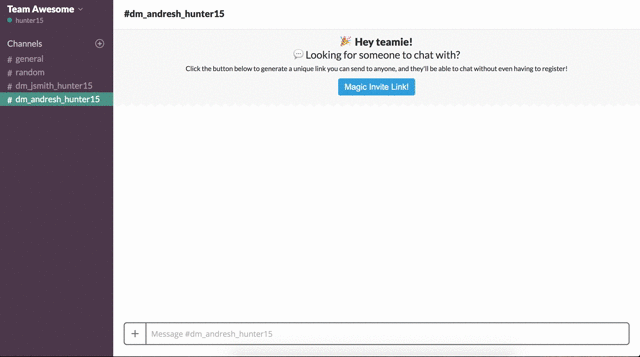 Team Awesome
hunter15
Channels
# general
# random
# dm_jsmith_hunter15
# dm_andresh_hunter15
#dm_andresh_hunter15
🎉 Hey teamie!
💬 Looking for someone to chat with?
Click the button below to generate a unique link you can send to anyone, and they'll be able to chat without even having to register!
Magic Invite Link!
+ Message #dm_andresh_hunter15